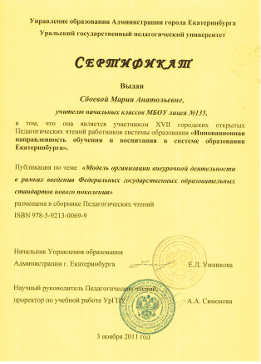 Управление образования Администрации города Екатеринбурга
Уральский государственный педагогический университет
СЕРТИФИКАТ
Выдан
Сбоевой Марии Анатольевне,
учителю начальных классов МБОУ лицея №135,
в том, что она является участником XVII городских открытых
Педагогических чтений работников системы образования «Инновационная
направленность обучения и воспитания в системе образования
Екатеринбурга».
Публикация по теме «Модель организации внеурочной деятельности
в рамках введения Федеральных государственных образовательных
стандартов нового поколения»
размещена в сборнике Педагогических чтений
ISBN 978-5-9213-0069-9
Начальник Управления образования
Администрации г. Екатеринбурга
Е.Л. Умникова
Научный руководитель Педагогических чтений,
проректор по учебной работе УрГПУ
А.А. Симонова
3 ноября 2011 год